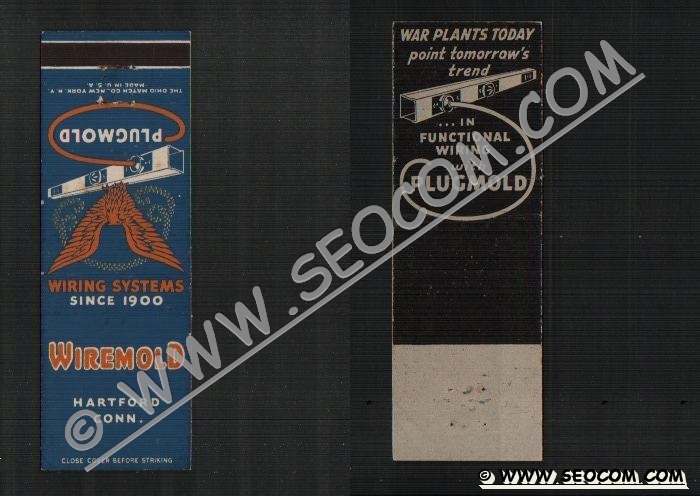 THE OHIO MATCH CO., NEW YORK, N. Y.
MADE IN U. S. A.
PLUGMOLD
WIRING SYSTEMS
SINCE 1900
WIREMOLD
HARTFORD
CONN.
CLOSE COVER BEFORE STRIKING
WAR PLANTS TODAY
point tomorrow's
trend
...IN
FUNCTIONAL
WIRING
PLUGMOLD
© WWW.SEOCOM.COM
© WWW.SEOCOM.COM